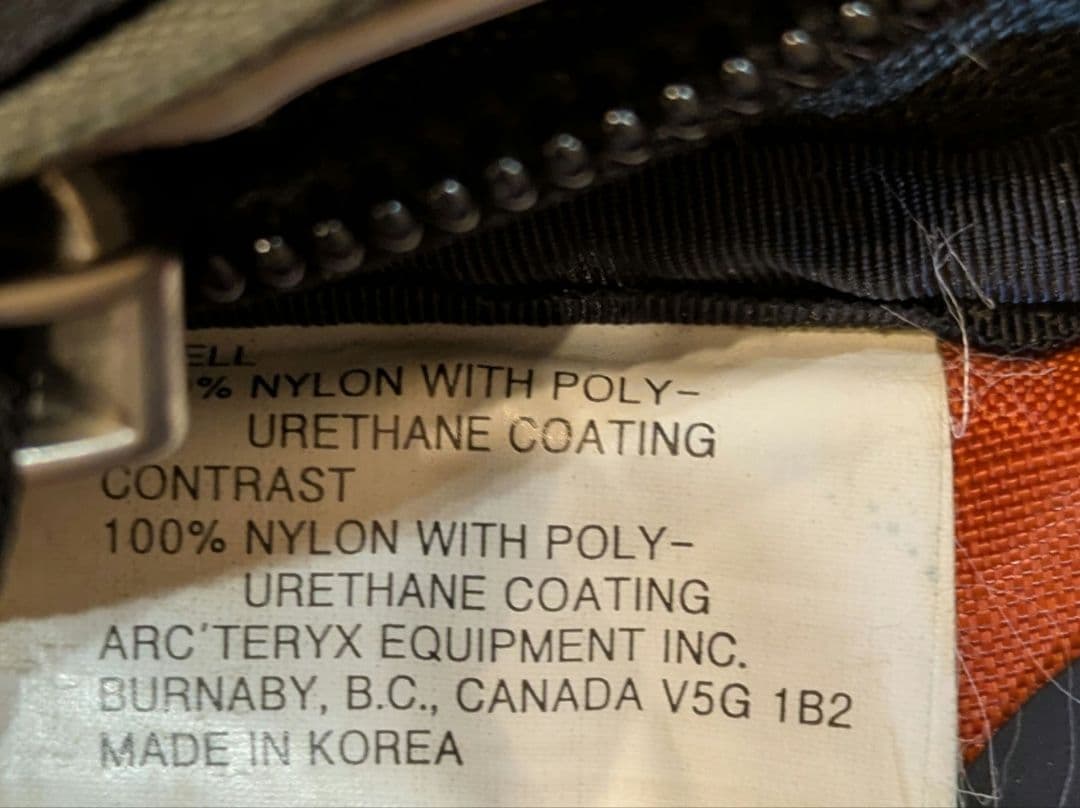 ELL
% NYLON WITH POLY-
URETHANE COATING
CONTRAST
100% NYLON WITH POLY-
URETHANE COATING
ARC'TERYX EQUIPMENT INC.
BURNABY, B.C., CANADA V5G 1B2
MADE IN KOREA